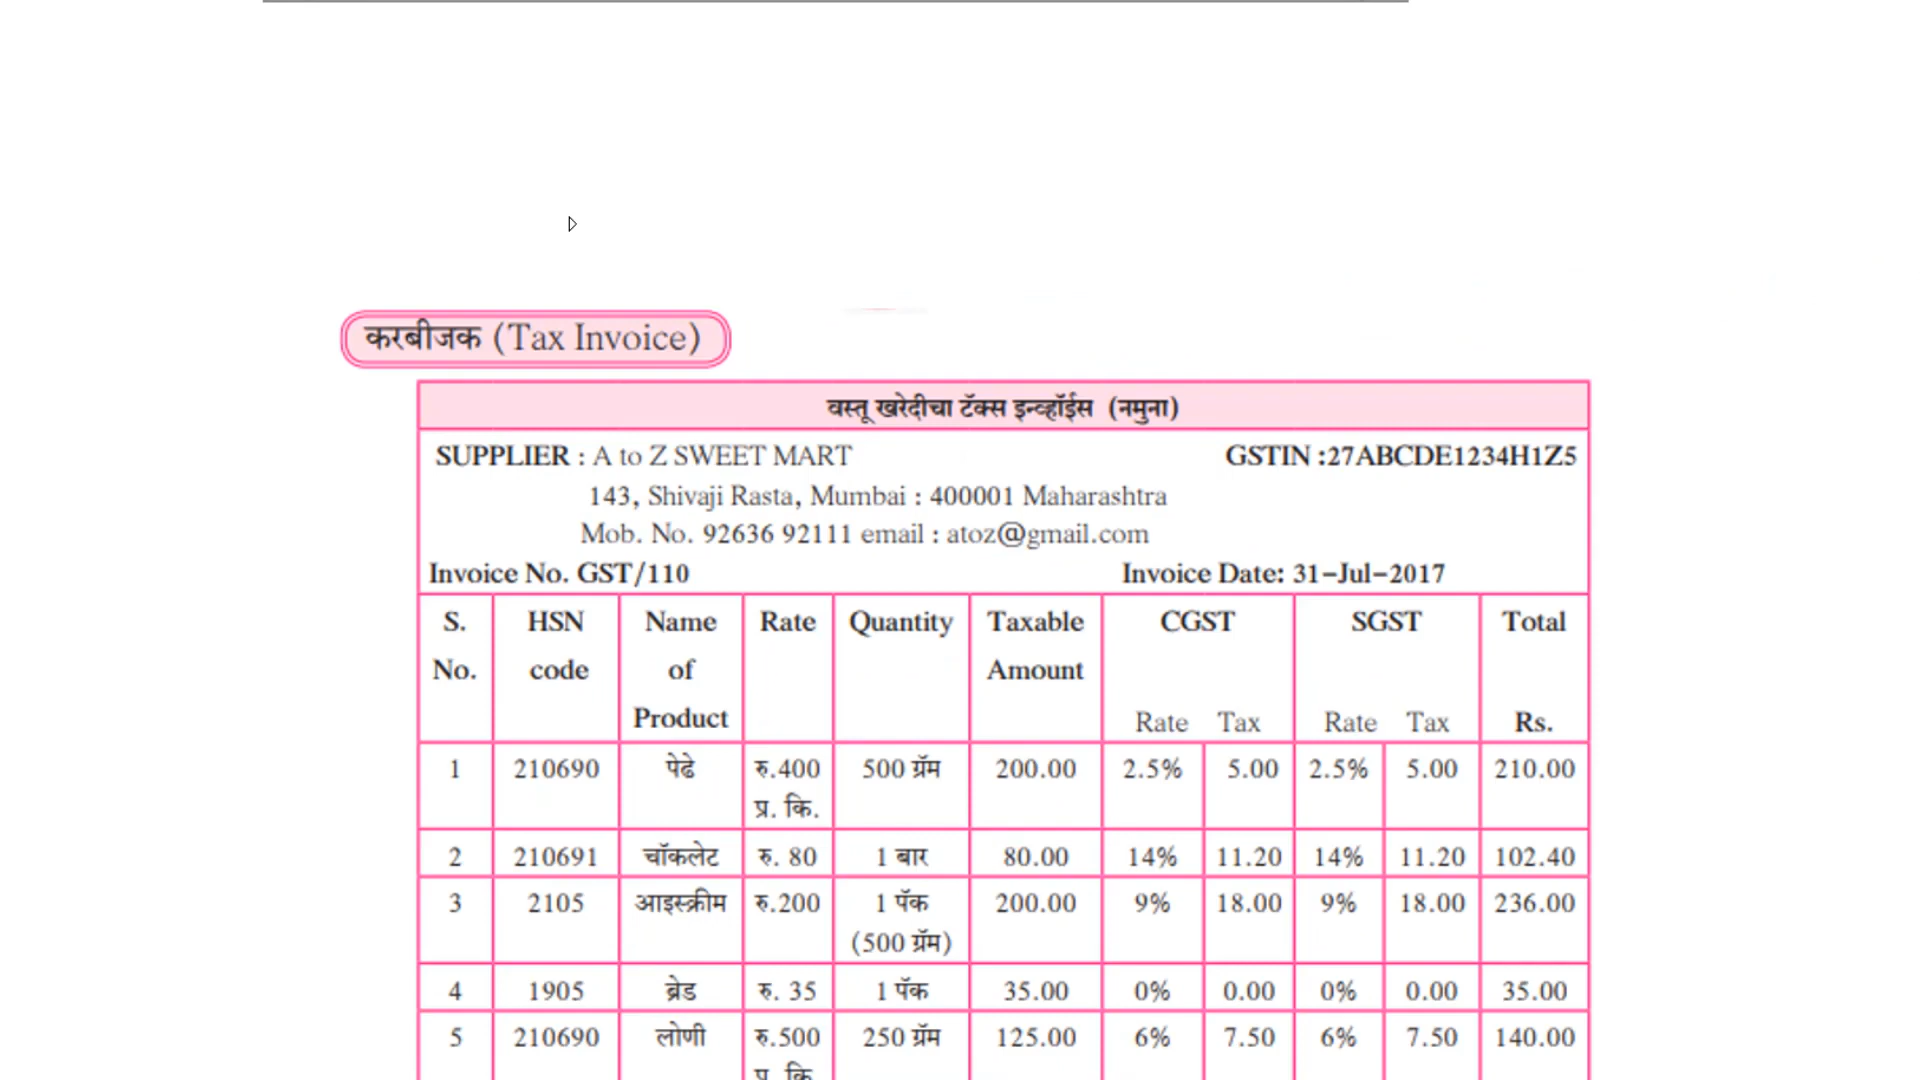 करबीजक (Tax Invoice)
वस्तू खरेदीचा टॅक्स इन्व्हॉईस (नमुना)
SUPPLIER : A to Z SWEET MART GSTIN :27ABCDE1234H1Z5
143, Shivaji Rasta, Mumbai : 400001 Maharashtra
Mob. No. 92636 92111 email : atoz@gmail.com
Invoice No. GST/110 Invoice Date: 31-Jul-2017
S. HSN Name Rate Quantity Taxable CGST SGST Total
No. code of Amount
Product Rate Tax Rate Tax Rs.
1 210690 पेढे रु.400 500 ग्रॅम 200.00 2.5% 5.00 2.5% 5.00 210.00
प्र. कि.
2 210691 चॉकलेट रु. 80 1 बार 80.00 14% 11.20 14% 11.20 102.40
3 2105 आइस्क्रीम रु.200 1 पॅक 200.00 9% 18.00 9% 18.00 236.00
(500 ग्रॅम)
4 1905 ब्रेड रु. 35 1 पॅक 35.00 0% 0.00 0% 0.00 35.00
5 210690 लोणी रु.500 250 ग्रॅम 125.00 6% 7.50 6% 7.50 140.00